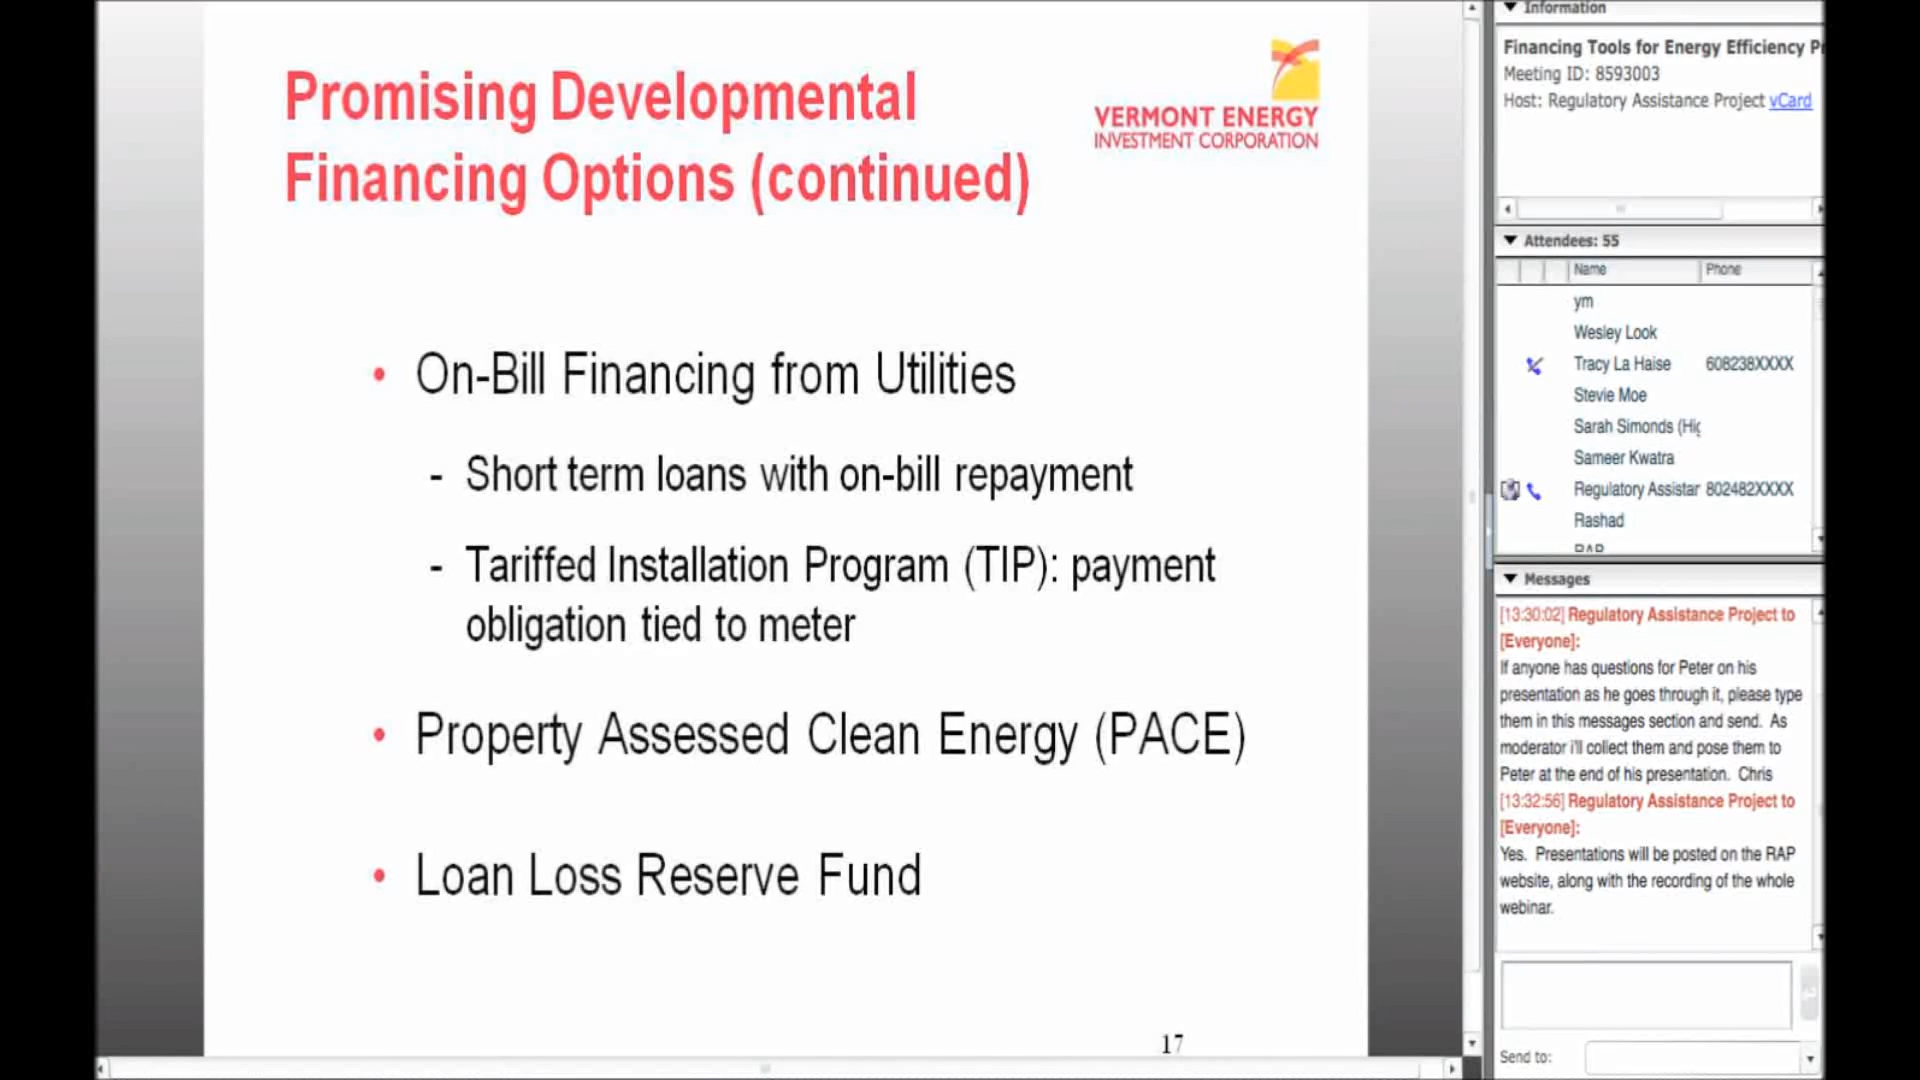 Promising Developmental
Financing Options (continued)
VERMONT ENERGY
INVESTMENT CORPORATION
• On-Bill Financing from Utilities
- Short term loans with on-bill repayment
- Tariffed Installation Program (TIP): payment
obligation tied to meter
• Property Assessed Clean Energy (PACE)
• Loan Loss Reserve Fund
17
Information
Financing Tools for Energy Efficiency Pr
Meeting ID: 8593003
Host: Regulatory Assistance Project vCard
Attendees: 55
Name Phone
ym
Wesley Look
Tracy La Haise 608238XXXX
Stevie Moe
Sarah Simonds (Hig
Sameer Kwatra
Regulatory Assistar 802482XXXX
Rashad
RAP
Messages
[13:30:02] Regulatory Assistance Project to
[Everyone]:
If anyone has questions for Peter on his
presentation as he goes through it, please type
them in this messages section and send. As
moderator i'll collect them and pose them to
Peter at the end of his presentation. Chris
[13:32:56] Regulatory Assistance Project to
[Everyone]:
Yes. Presentations will be posted on the RAP
website, along with the recording of the whole
webinar.
Send to: